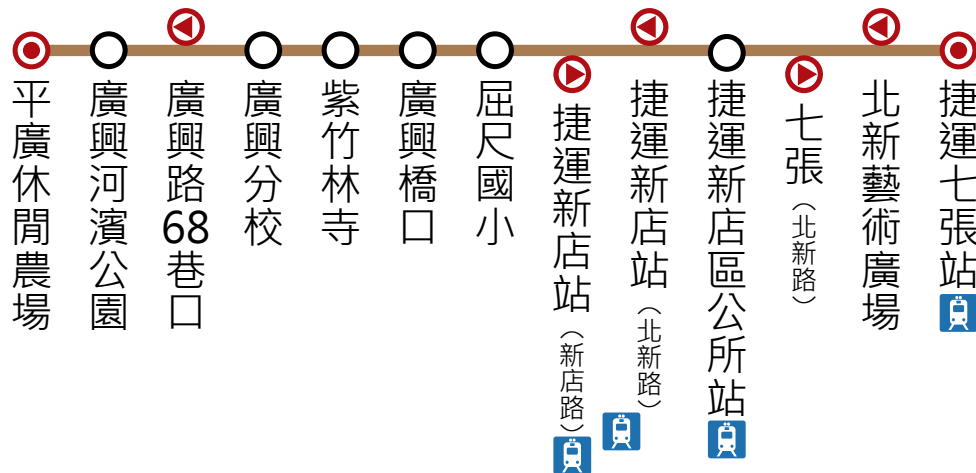 平廣休閒農場
廣興河濱公園
廣興路68巷口
廣興分校
紫竹林寺
廣興橋口
屈尺國小
捷運新店站（新店路）
捷運新店站（北新路）
捷運新店區公所站
七張（北新路）
北新藝術廣場
捷運七張站